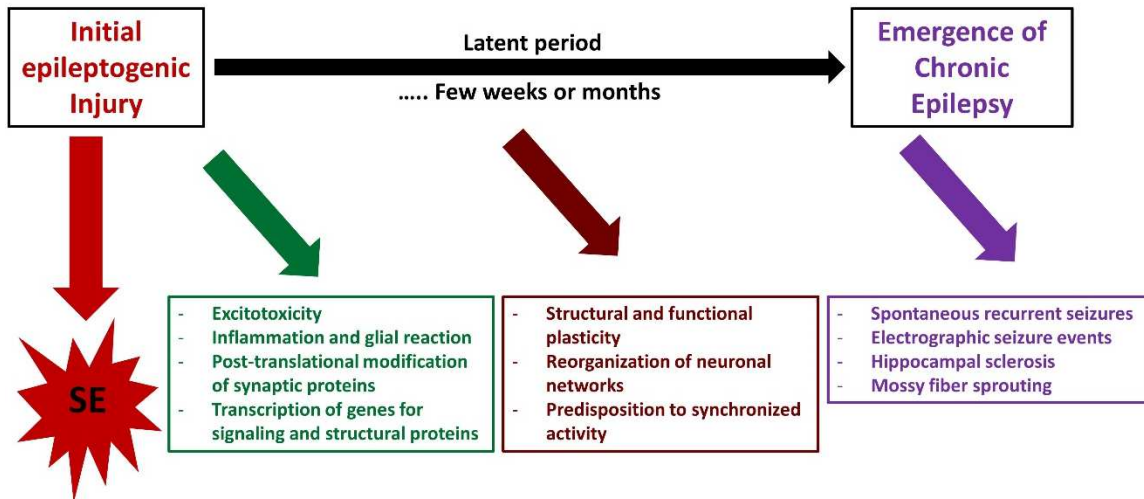 Initial
epileptogenic
Injury
Latent period
..... Few weeks or months
Emergence of
Chronic
Epilepsy
SE
- Excitotoxicity
- Inflammation and glial reaction
- Post-translational modification
of synaptic proteins
- Transcription of genes for
signaling and structural proteins
- Structural and functional
plasticity
- Reorganization of neuronal
networks
- Predisposition to synchronized
activity
- Spontaneous recurrent seizures
- Electrographic seizure events
- Hippocampal sclerosis
- Mossy fiber sprouting